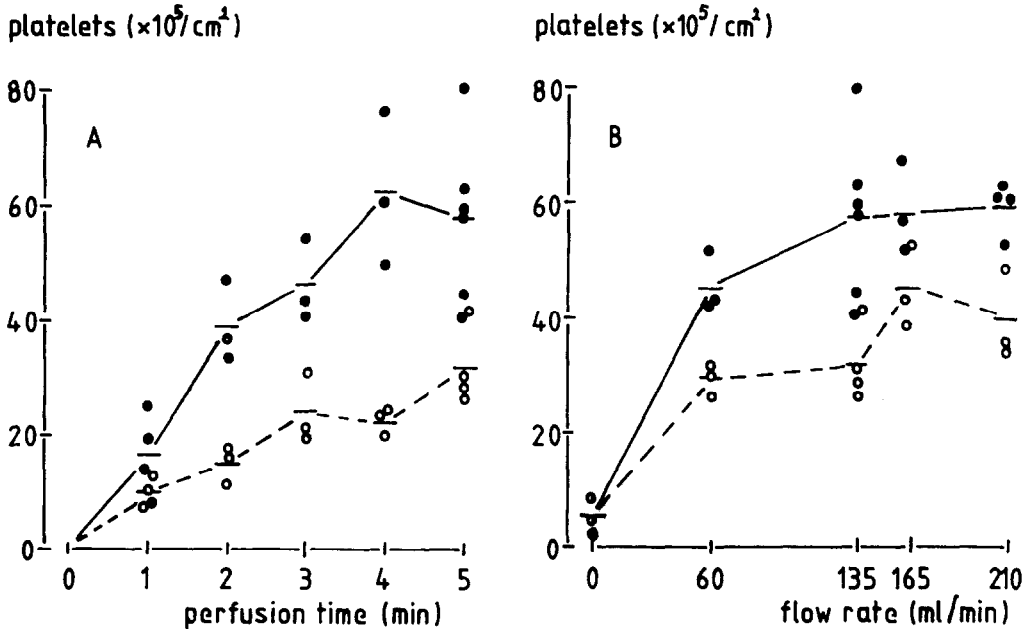 platelets (×10⁵/cm²)
80
A
60
40
20
0
0 1 2 3 4 5
perfusion time (min)
platelets (×10⁵/cm²)
80
B
60
40
20
0
0 60 135 165 210
flow rate (ml/min)